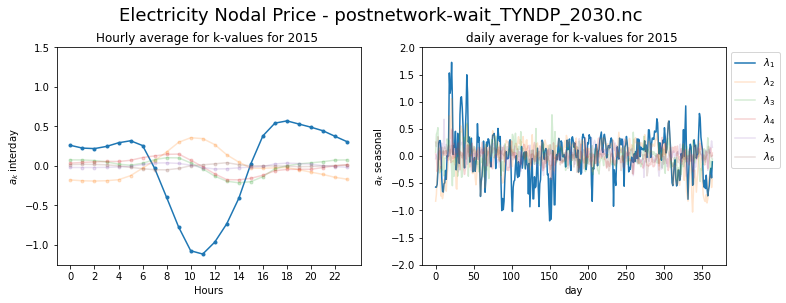 Electricity Nodal Price - postnetwork-wait_TYNDP_2030.nc
Hourly average for k-values for 2015
1.5
1.0
0.5
0.0
−0.5
−1.0
aₖ interday
0 2 4 6 8 10 12 14 16 18 20 22
Hours
daily average for k-values for 2015
2.0
1.5
1.0
0.5
0.0
−0.5
−1.0
−1.5
−2.0
aₖ seasonal
0 50 100 150 200 250 300 350
day
λ₁
λ₂
λ₃
λ₄
λ₅
λ₆